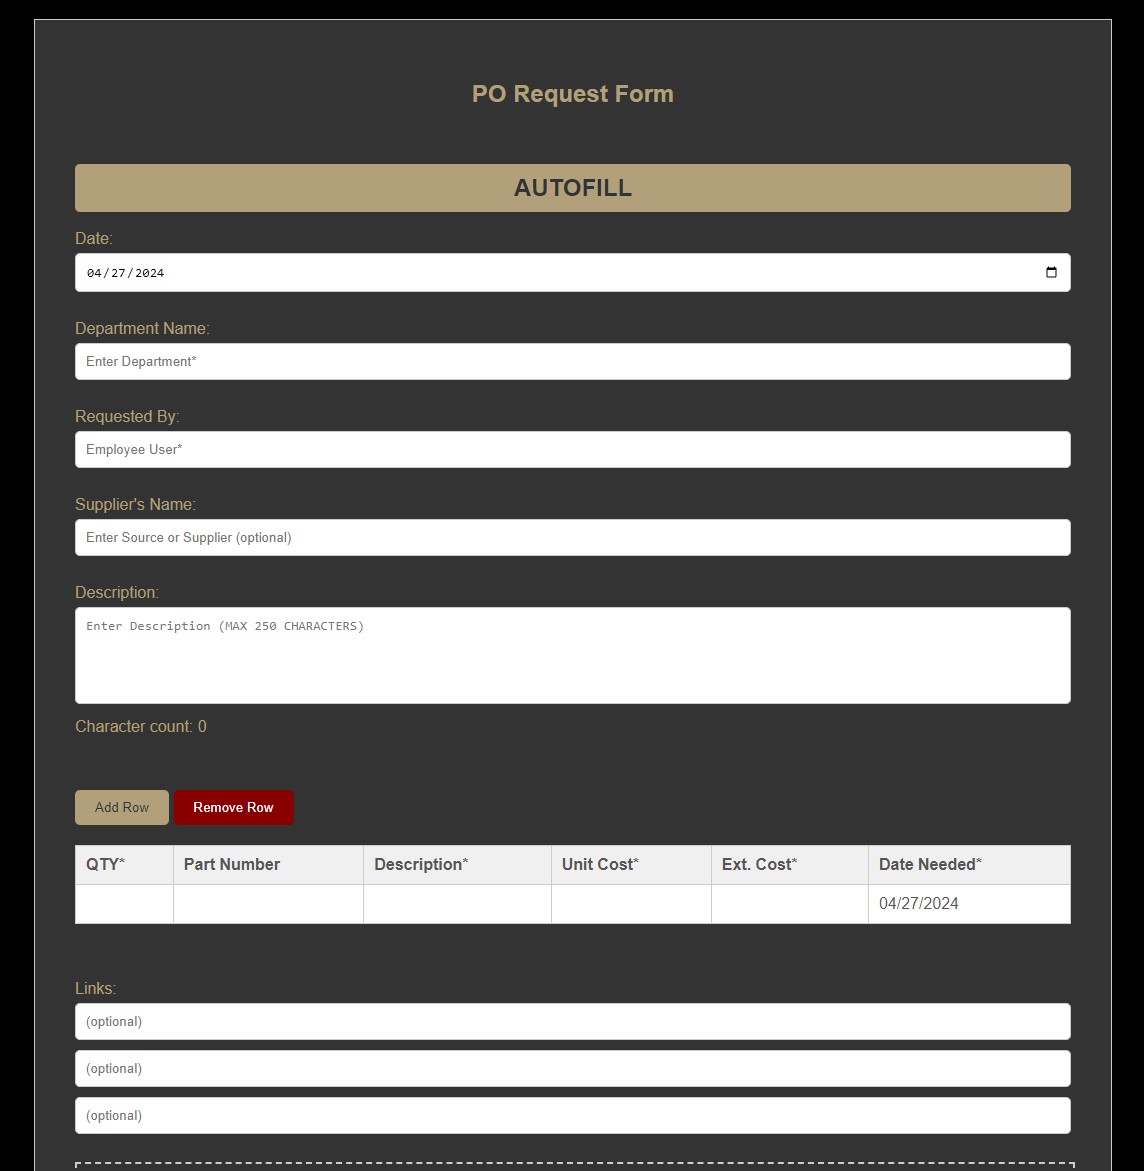 PO Request Form
AUTOFILL
Date:
04/27/2024
Department Name:
Enter Department*
Requested By:
Employee User*
Supplier's Name:
Enter Source or Supplier (optional)
Description:
Enter Description (MAX 250 CHARACTERS)
Character count: 0
Add Row Remove Row
QTY* Part Number Description* Unit Cost* Ext. Cost* Date Needed*
04/27/2024
Links:
(optional)
(optional)
(optional)